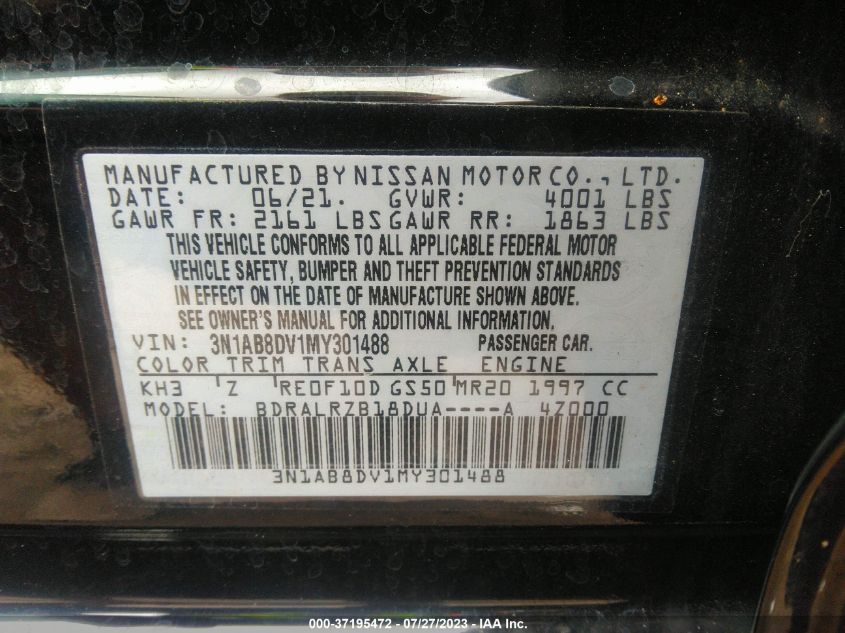 MANUFACTURED BY NISSAN MOTOR CO., LTD.
DATE: 06/21. GVWR: 4001 LBS
GAWR FR: 2161 LBS GAWR RR: 1863 LBS
THIS VEHICLE CONFORMS TO ALL APPLICABLE FEDERAL MOTOR
VEHICLE SAFETY, BUMPER AND THEFT PREVENTION STANDARDS
IN EFFECT ON THE DATE OF MANUFACTURE SHOWN ABOVE.
SEE OWNER'S MANUAL FOR ADDITIONAL INFORMATION.
VIN: 3N1AB8DV1MY301488 PASSENGER CAR.
COLOR TRIM TRANS AXLE ENGINE
KH3 Z RE0F10D GS50 MR20 1997 CC
MODEL: BDRALRZB18DUA----A 4Z000
3N1AB8DV1MY301488
000-37195472 - 07/27/2023 - © IAA Inc.